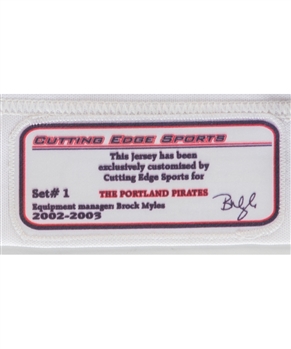 CUTTING EDGE SPORTS
This Jersey has been
exclusively customised by
Cutting Edge Sports for
Set# 1 THE PORTLAND PIRATES
Equipment manager: Brock Myles
2002-2003